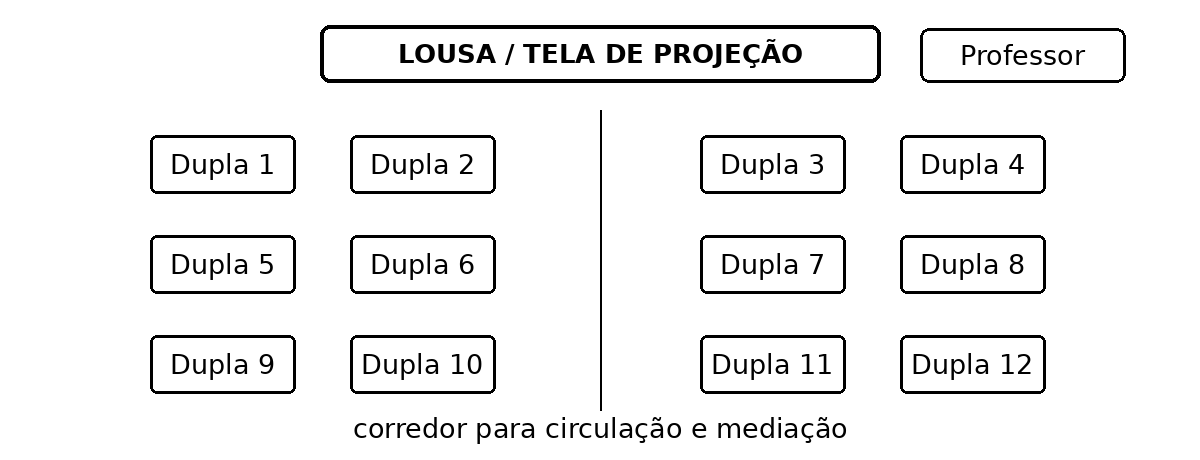 LOUSA / TELA DE PROJEÇÃO
Professor
Dupla 1
Dupla 2
Dupla 3
Dupla 4
Dupla 5
Dupla 6
Dupla 7
Dupla 8
Dupla 9
Dupla 10
Dupla 11
Dupla 12
corredor para circulação e mediação